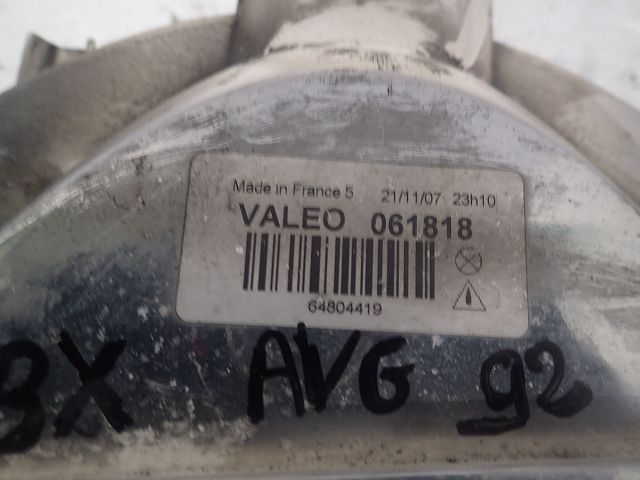 Made in France 5 21/11/07 23h10
VALEO 061818
64804419
BX AVG 92